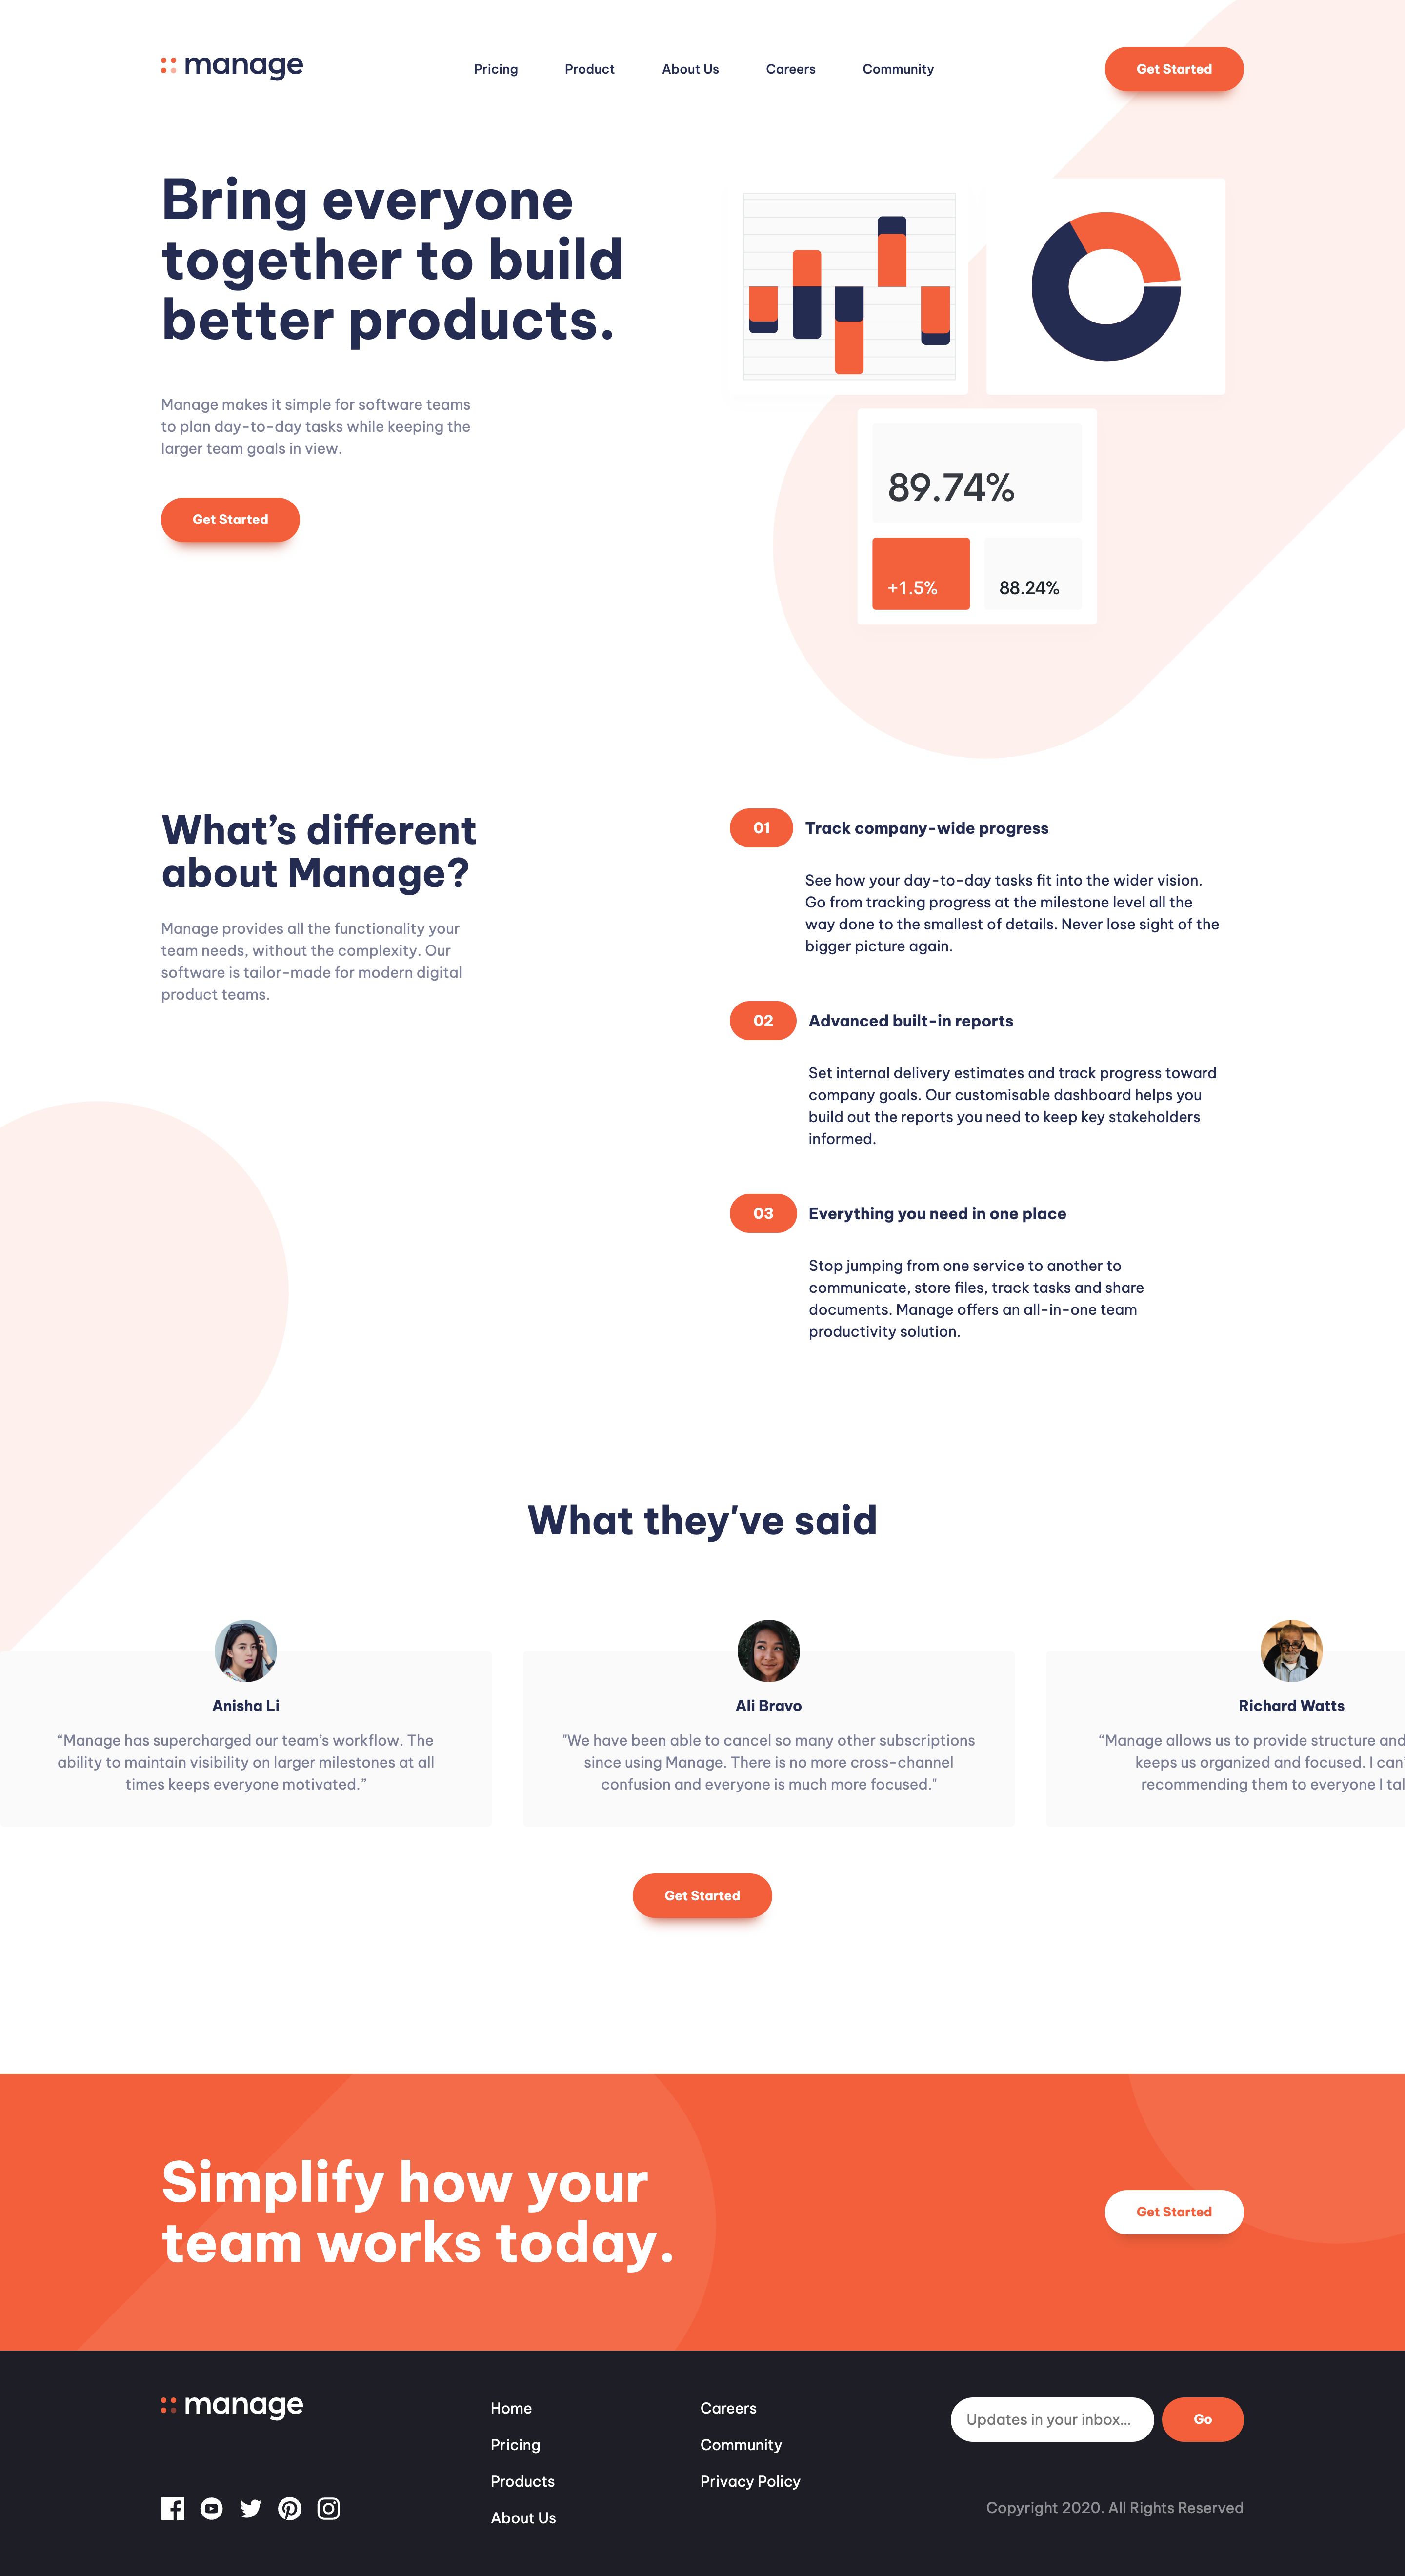 manage
Pricing
Product
About Us
Careers
Community
Get Started
Bring everyone
together to build
better products.
Manage makes it simple for software teams
to plan day-to-day tasks while keeping the
larger team goals in view.
Get Started
89.74%
+1.5%
88.24%
What’s different
about Manage?
Manage provides all the functionality your
team needs, without the complexity. Our
software is tailor-made for modern digital
product teams.
01
Track company-wide progress
See how your day-to-day tasks fit into the wider vision.
Go from tracking progress at the milestone level all the
way done to the smallest of details. Never lose sight of the
bigger picture again.
02
Advanced built-in reports
Set internal delivery estimates and track progress toward
company goals. Our customisable dashboard helps you
build out the reports you need to keep key stakeholders
informed.
03
Everything you need in one place
Stop jumping from one service to another to
communicate, store files, track tasks and share
documents. Manage offers an all-in-one team
productivity solution.
What they've said
Anisha Li
“Manage has supercharged our team’s workflow. The
ability to maintain visibility on larger milestones at all
times keeps everyone motivated.”
Ali Bravo
"We have been able to cancel so many other subscriptions
since using Manage. There is no more cross-channel
confusion and everyone is much more focused."
Richard Watts
“Manage allows us to provide structure and
keeps us organized and focused. I can'
recommending them to everyone I tal
Get Started
Simplify how your
team works today.
Get Started
manage
Home
Pricing
Products
About Us
Careers
Community
Privacy Policy
Updates in your inbox...
Go
Copyright 2020. All Rights Reserved